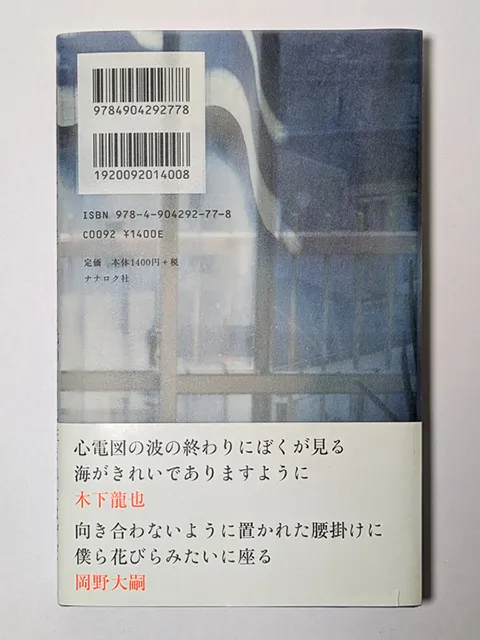 9784904292778
1920092014008
ISBN 978-4-904292-77-8
C0092 ¥1400E
定価 本体1400円+税
ナナロク社
心電図の波の終わりにぼくが見る
海がきれいでありますように
木下龍也
向き合わないように置かれた腰掛けに
僕ら花びらみたいに座る
岡野大嗣